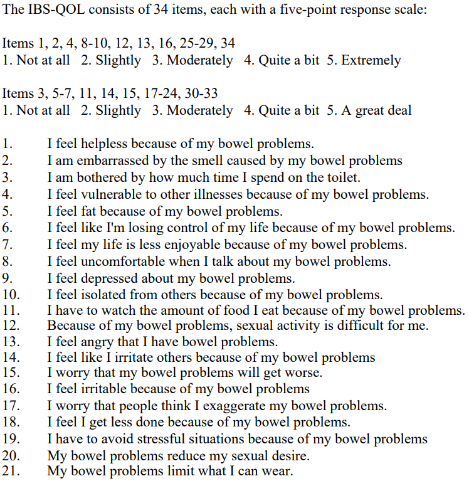 The IBS-QOL consists of 34 items, each with a five-point response scale:
Items 1, 2, 4, 8-10, 12, 13, 16, 25-29, 34
1. Not at all 2. Slightly 3. Moderately 4. Quite a bit 5. Extremely
Items 3, 5-7, 11, 14, 15, 17-24, 30-33
1. Not at all 2. Slightly 3. Moderately 4. Quite a bit 5. A great deal
1. I feel helpless because of my bowel problems.
2. I am embarrassed by the smell caused by my bowel problems
3. I am bothered by how much time I spend on the toilet.
4. I feel vulnerable to other illnesses because of my bowel problems.
5. I feel fat because of my bowel problems.
6. I feel like I'm losing control of my life because of my bowel problems.
7. I feel my life is less enjoyable because of my bowel problems.
8. I feel uncomfortable when I talk about my bowel problems.
9. I feel depressed about my bowel problems.
10. I feel isolated from others because of my bowel problems.
11. I have to watch the amount of food I eat because of my bowel problems.
12. Because of my bowel problems, sexual activity is difficult for me.
13. I feel angry that I have bowel problems.
14. I feel like I irritate others because of my bowel problems
15. I worry that my bowel problems will get worse.
16. I feel irritable because of my bowel problems
17. I worry that people think I exaggerate my bowel problems.
18. I feel I get less done because of my bowel problems.
19. I have to avoid stressful situations because of my bowel problems
20. My bowel problems reduce my sexual desire.
21. My bowel problems limit what I can wear.